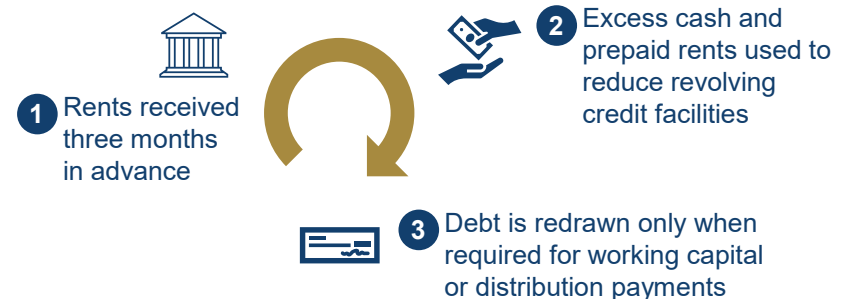 1 Rents received
three months
in advance
2 Excess cash and
prepaid rents used to
reduce revolving
credit facilities
3 Debt is redrawn only when
required for working capital
or distribution payments